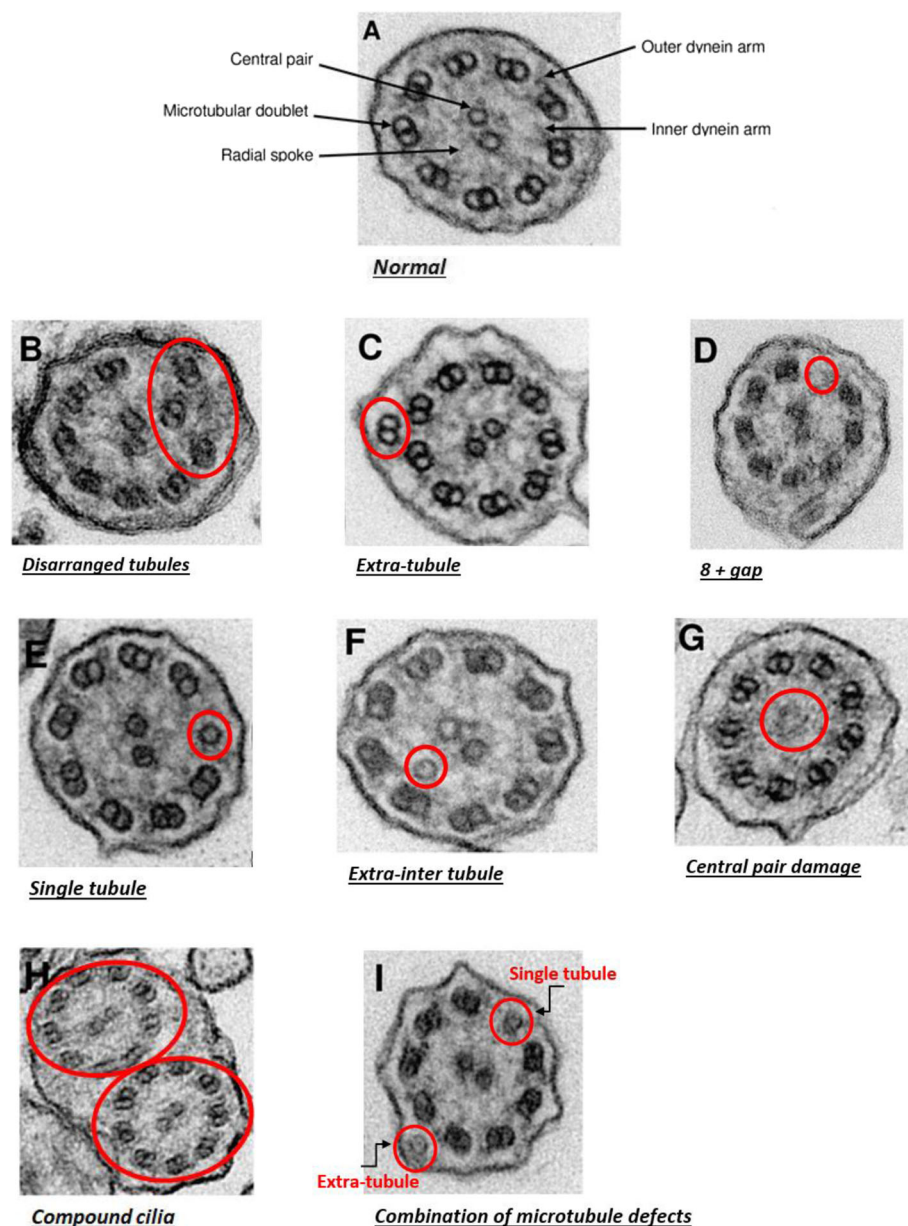 A
Central pair
Outer dynein arm
Microtubular doublet
Inner dynein arm
Radial spoke
Normal
B
C
D
Disarranged tubules
Extra-tubule
8 + gap
E
F
G
Single tubule
Extra-inter tubule
Central pair damage
H
I
Single tubule
Extra-tubule
Compound cilia
Combination of microtubule defects